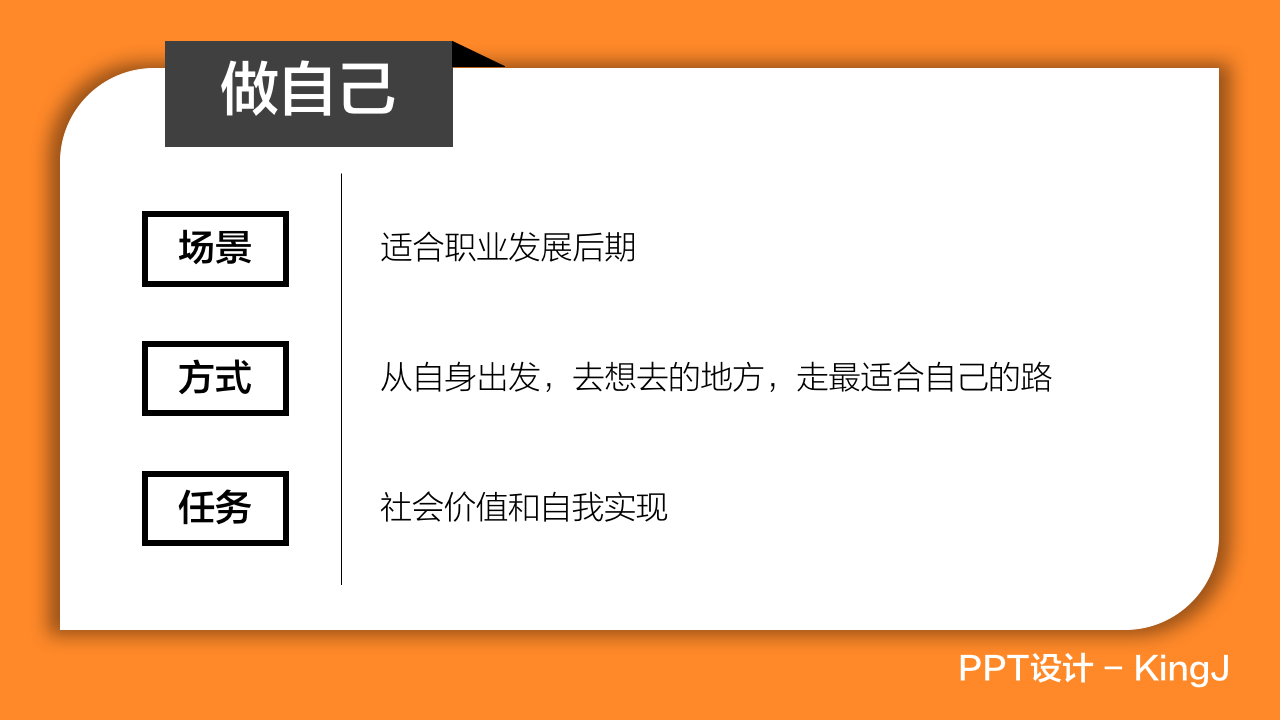 做自己
场景
适合职业发展后期
方式
从自身出发，去想去的地方，走最适合自己的路
任务
社会价值和自我实现
PPT设计 – KingJ